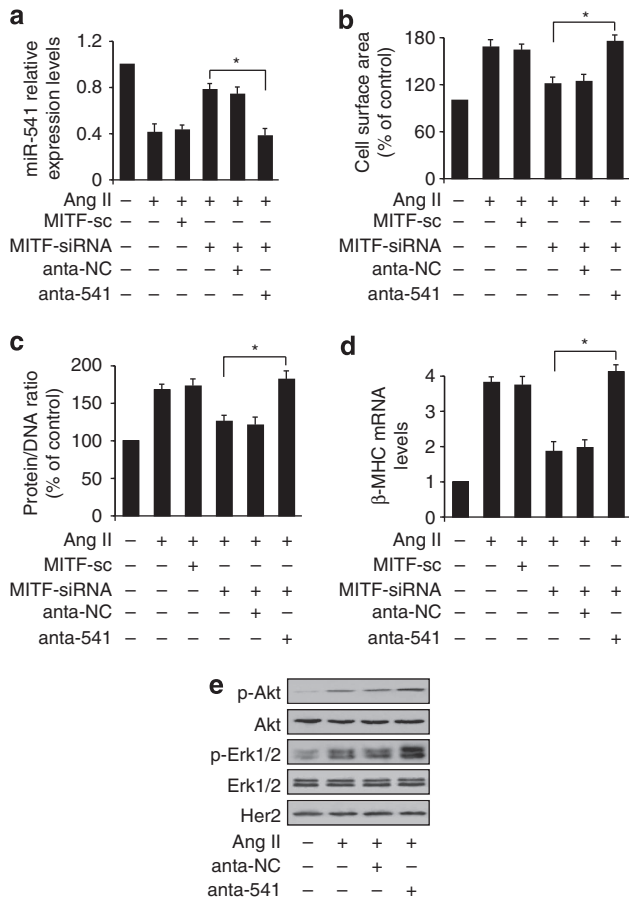 a
miR-541 relative
expression levels
1.2
0.8
0.4
0
*
Ang II – + + + + +
MITF-sc – – + – – –
MITF-siRNA – – – + + +
anta-NC – – – – + –
anta-541 – – – – – +
b
Cell surface area
(% of control)
180
120
60
0
*
Ang II – + + + + +
MITF-sc – – + – – –
MITF-siRNA – – – + + +
anta-NC – – – – + –
anta-541 – – – – – +
c
Protein/DNA ratio
(% of control)
200
150
100
50
0
*
Ang II – + + + + +
MITF-sc – – + – – –
MITF-siRNA – – – + + +
anta-NC – – – – + –
anta-541 – – – – – +
d
β-MHC mRNA
levels
4
3
2
1
0
*
Ang II – + + + + +
MITF-sc – – + – – –
MITF-siRNA – – – + + +
anta-NC – – – – + –
anta-541 – – – – – +
e
p-Akt
Akt
p-Erk1/2
Erk1/2
Her2
Ang II – + + +
anta-NC – – + –
anta-541 – – – +